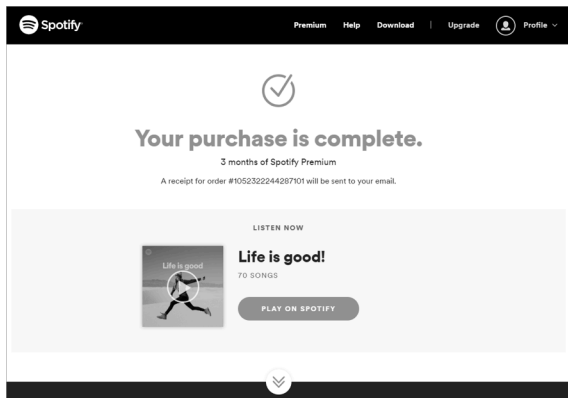 Spotify
Premium Help Download | Upgrade Profile
Your purchase is complete.
3 months of Spotify Premium
A receipt for order #1052322244287101 will be sent to your email.
LISTEN NOW
Life is good
Life is good!
70 SONGS
PLAY ON SPOTIFY